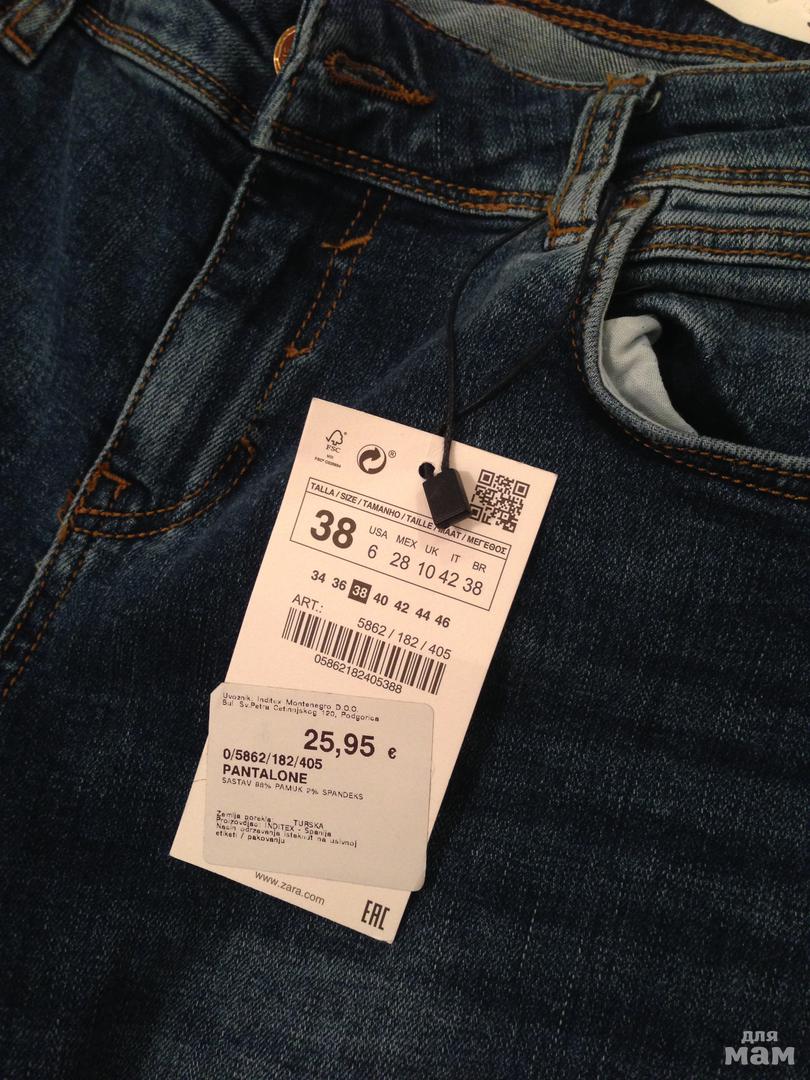 FSC
®
TALLA / SIZE / TAMANHO / TAILLE / MAAT / ΜΕΓΕΘΟΣ
38 USA MEX UK IT BR
6 28 10 42 38
34 36 38 40 42 44 46
ART.:
5862 / 182 / 405
05862182405388
Uvoznik: Inditex Montenegro D.O.O.
Bul. Sv.Petra Cetinjskog 120, Podgorica
25,95 €
0/5862/182/405
PANTALONE
SASTAV 98% PAMUK 2% SPANDEKS
Zemlja porekla: TURSKA
Proizvodjac: INDITEX - Spanija
Nacin odrzavanja istaknut na usivnoj
etiketi / pakovanju
www.zara.com
EAC
для
мам